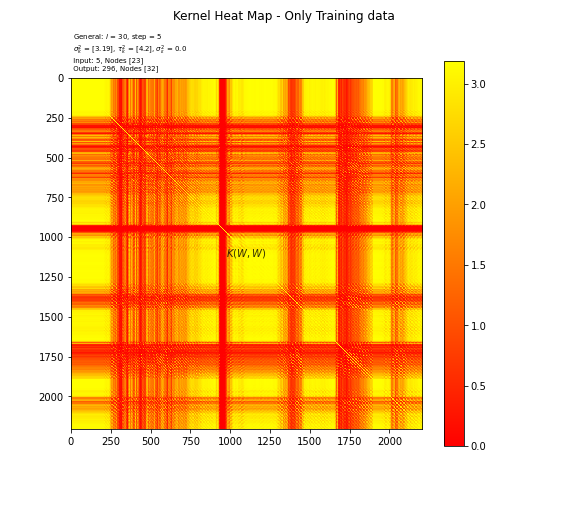 Kernel Heat Map - Only Training data
General: l = 30, step = 5
σ_k^2 = [3.19], τ_k^2 = [4.2], σ_ε^2 = 0.0
Input: 5, Nodes [23]
Output: 296, Nodes [32]
0
250
500
750
1000
1250
1500
1750
2000
K(W, W)
0 250 500 750 1000 1250 1500 1750 2000
3.0
2.5
2.0
1.5
1.0
0.5
0.0